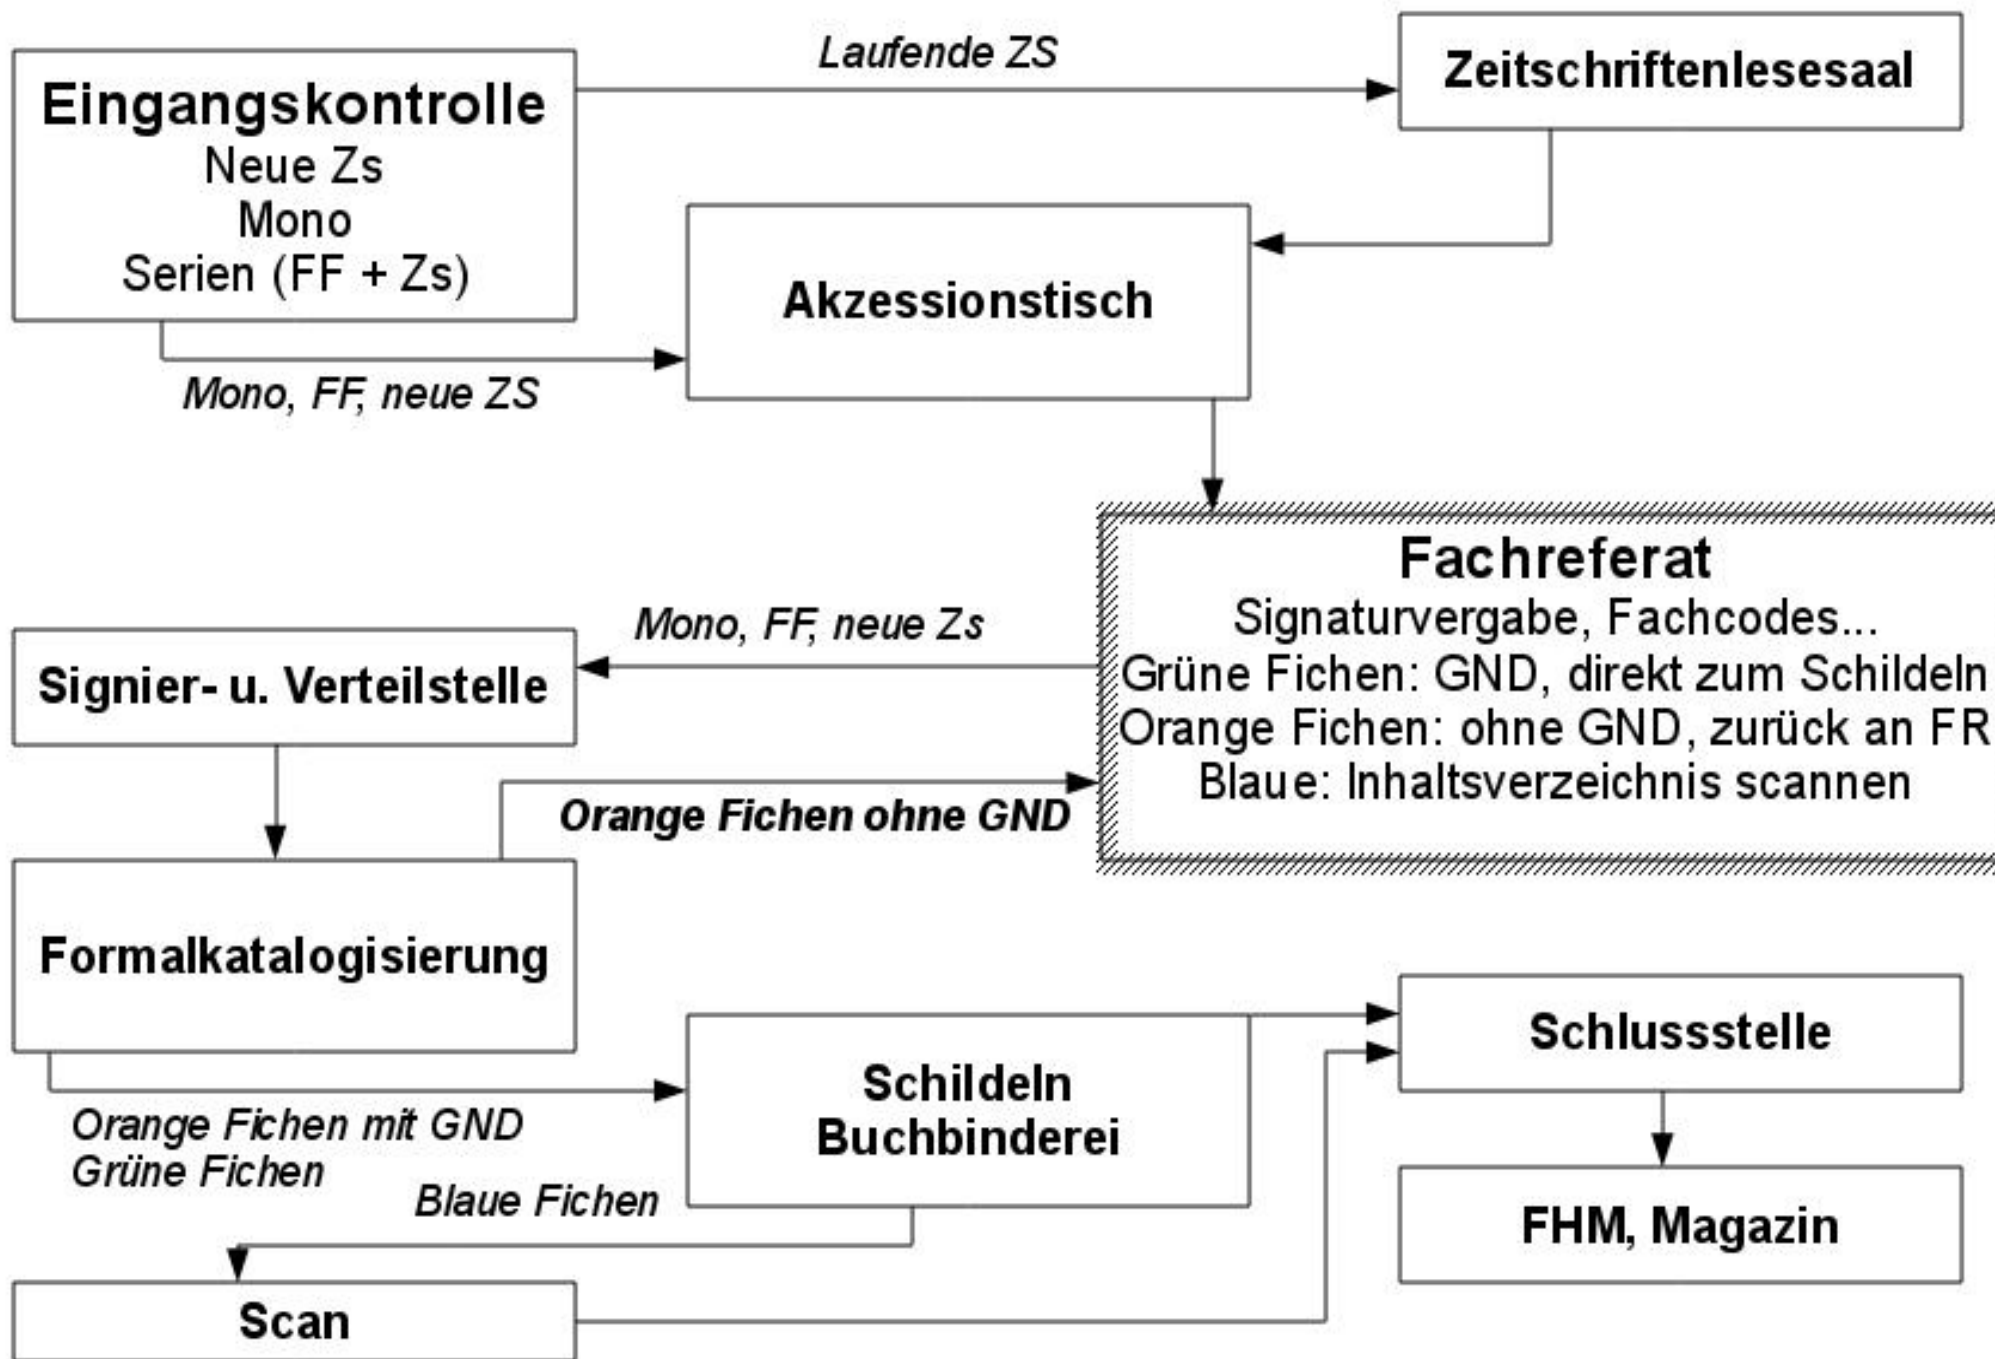 Laufende ZS
Zeitschriftenlesesaal
Eingangskontrolle
Neue Zs
Mono
Serien (FF + Zs)
Akzessionstisch
Mono, FF, neue ZS
Fachreferat
Signaturvergabe, Fachcodes...
Grüne Fichen: GND, direkt zum Schildeln
Orange Fichen: ohne GND, zurück an FR
Blaue: Inhaltsverzeichnis scannen
Mono, FF, neue Zs
Signier- u. Verteilstelle
Orange Fichen ohne GND
Formalkatalogisierung
Orange Fichen mit GND
Grüne Fichen
Schildeln
Buchbinderei
Schlussstelle
Blaue Fichen
FHM, Magazin
Scan